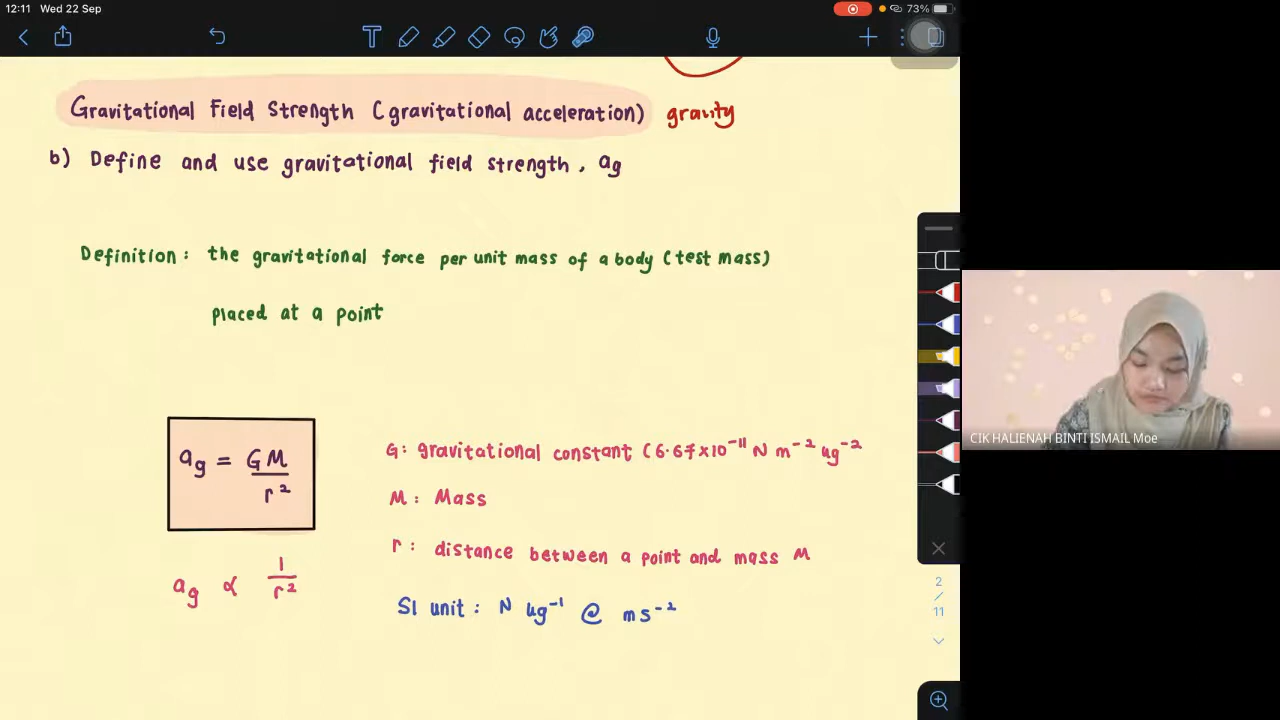 12:11 Wed 22 Sep
73%
Gravitational Field Strength (gravitational acceleration) gravity
b) Define and use gravitational field strength, ag
Definition: the gravitational force per unit mass of a body (test mass)
placed at a point
ag = GM / r²
G: gravitational constant (6.67×10⁻¹¹ N m⁻² kg⁻²
M: Mass
r: distance between a point and mass M
ag ∝ 1 / r²
SI unit: N kg⁻¹ @ ms⁻²
2
/
11
CIK HALIENAH BINTI ISMAIL Moe